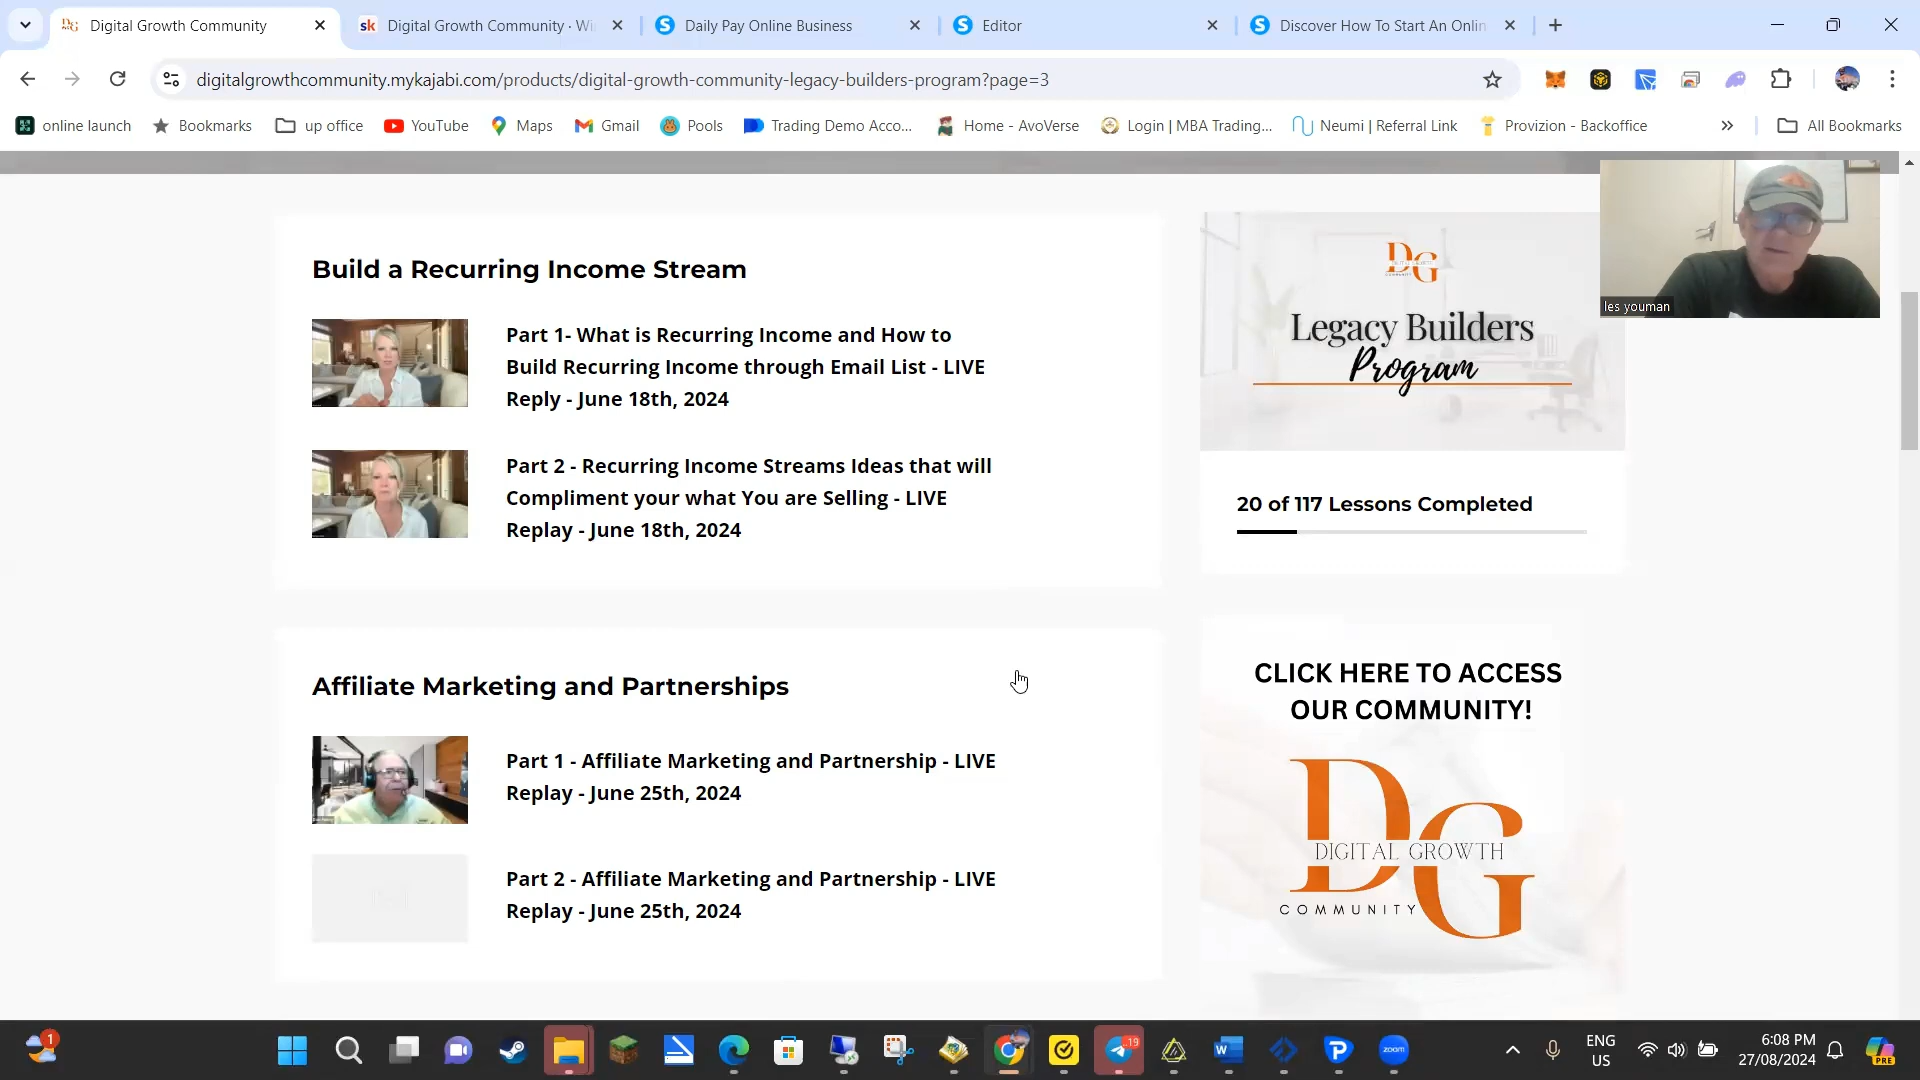 Digital Growth Community
Digital Growth Community · Wi
Daily Pay Online Business
Editor
Discover How To Start An Onlin
digitalgrowthcommunity.mykajabi.com/products/digital-growth-community-legacy-builders-program?page=3
online launch
Bookmarks
up office
YouTube
Maps
Gmail
Pools
Trading Demo Acco...
Home - AvoVerse
Login | MBA Trading...
Neumi | Referral Link
Provizion - Backoffice
All Bookmarks
les youman
Build a Recurring Income Stream
Part 1- What is Recurring Income and How to
Build Recurring Income through Email List - LIVE
Reply - June 18th, 2024
Part 2 - Recurring Income Streams Ideas that will
Compliment your what You are Selling - LIVE
Replay - June 18th, 2024
Affiliate Marketing and Partnerships
Part 1 - Affiliate Marketing and Partnership - LIVE
Replay - June 25th, 2024
Part 2 - Affiliate Marketing and Partnership - LIVE
Replay - June 25th, 2024
DG
Legacy Builders
Program
20 of 117 Lessons Completed
CLICK HERE TO ACCESS
OUR COMMUNITY!
DG
DIGITAL GROWTH
COMMUNITY
1
19
zoom
ENG
US
6:08 PM
27/08/2024
PRE